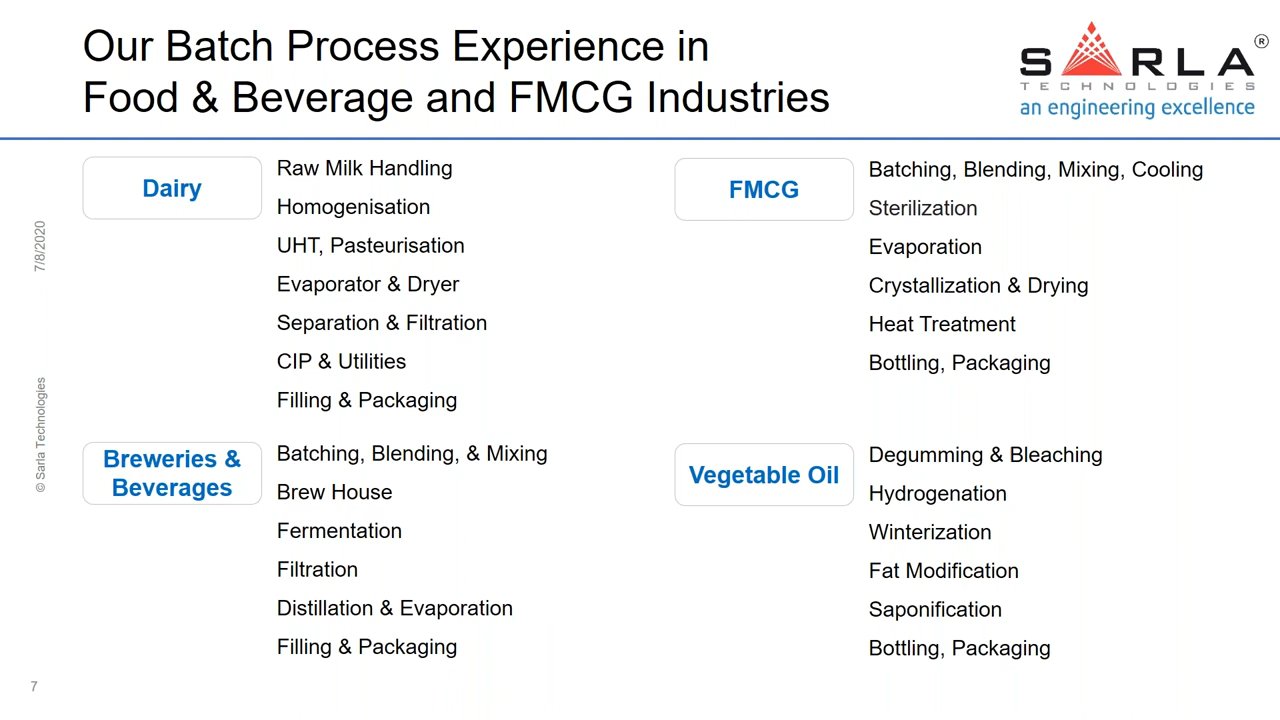 Our Batch Process Experience in
Food & Beverage and FMCG Industries
SARLA
®
TECHNOLOGIES
an engineering excellence
Dairy
Raw Milk Handling
Homogenisation
UHT, Pasteurisation
Evaporator & Dryer
Separation & Filtration
CIP & Utilities
Filling & Packaging
FMCG
Batching, Blending, Mixing, Cooling
Sterilization
Evaporation
Crystallization & Drying
Heat Treatment
Bottling, Packaging
Breweries &
Beverages
Batching, Blending, & Mixing
Brew House
Fermentation
Filtration
Distillation & Evaporation
Filling & Packaging
Vegetable Oil
Degumming & Bleaching
Hydrogenation
Winterization
Fat Modification
Saponification
Bottling, Packaging
7/8/2020
© Sarla Technologies
7